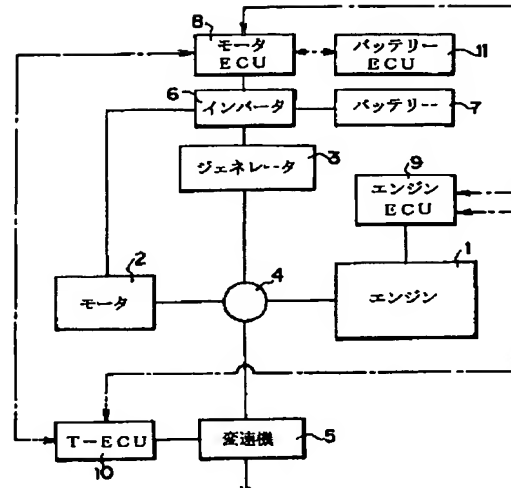 8
モータ
ECU
バッテリー
ECU
11
6
インバータ
バッテリー
7
ジェネレータ
3
9
エンジン
ECU
2
モータ
4
1
エンジン
T-ECU
10
変速機
5